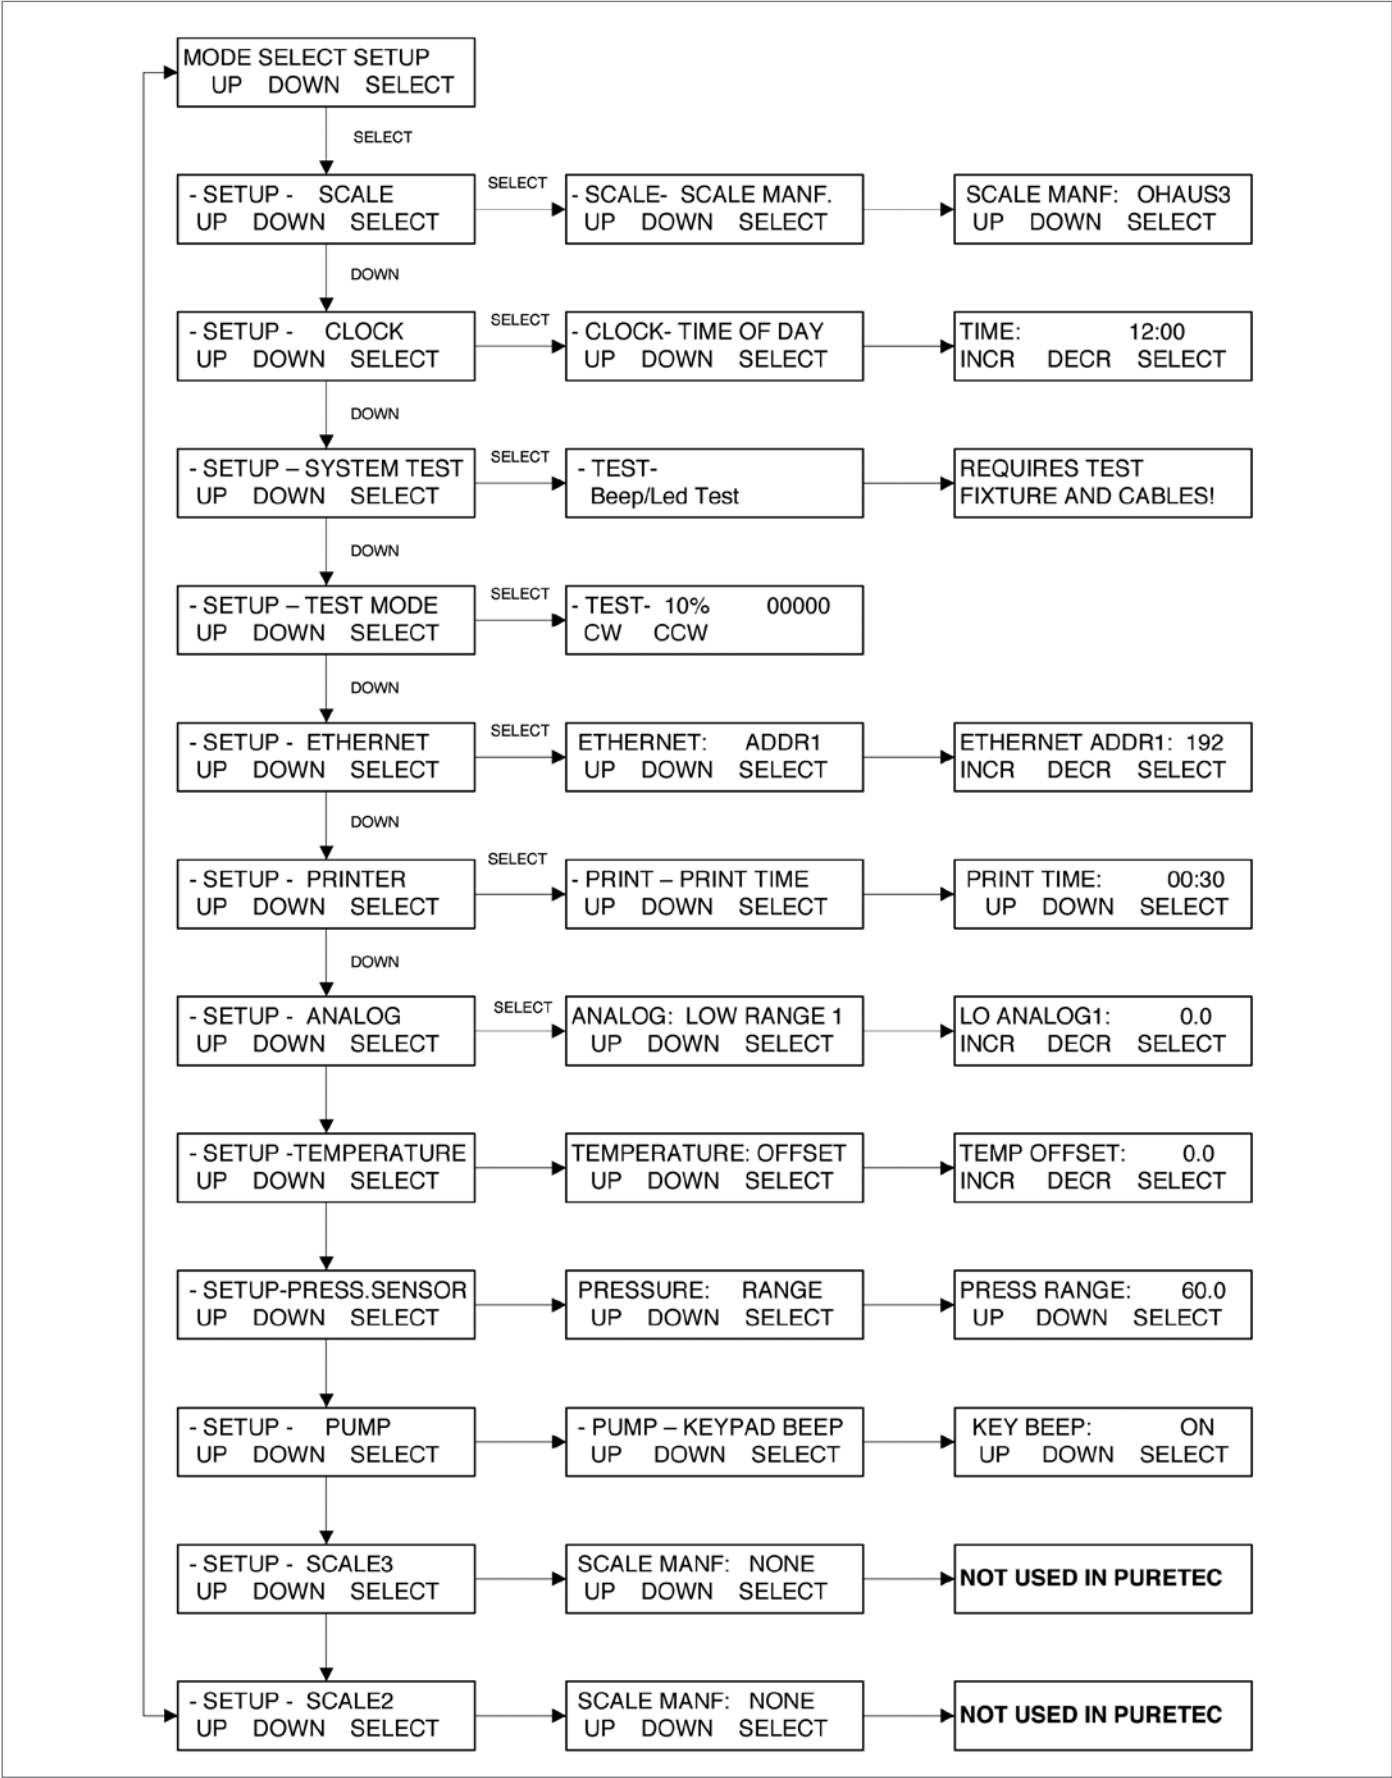 MODE SELECT SETUP
UP DOWN SELECT
SELECT
- SETUP - SCALE
UP DOWN SELECT
SELECT
- SCALE- SCALE MANF.
UP DOWN SELECT
SCALE MANF: OHAUS3
UP DOWN SELECT
DOWN
- SETUP - CLOCK
UP DOWN SELECT
SELECT
- CLOCK- TIME OF DAY
UP DOWN SELECT
TIME: 12:00
INCR DECR SELECT
DOWN
- SETUP – SYSTEM TEST
UP DOWN SELECT
SELECT
- TEST-
Beep/Led Test
REQUIRES TEST
FIXTURE AND CABLES!
DOWN
- SETUP – TEST MODE
UP DOWN SELECT
SELECT
- TEST- 10% 00000
CW CCW
DOWN
- SETUP - ETHERNET
UP DOWN SELECT
SELECT
ETHERNET: ADDR1
UP DOWN SELECT
ETHERNET ADDR1: 192
INCR DECR SELECT
DOWN
- SETUP - PRINTER
UP DOWN SELECT
SELECT
- PRINT – PRINT TIME
UP DOWN SELECT
PRINT TIME: 00:30
UP DOWN SELECT
DOWN
- SETUP - ANALOG
UP DOWN SELECT
SELECT
ANALOG: LOW RANGE 1
UP DOWN SELECT
LO ANALOG1: 0.0
INCR DECR SELECT
- SETUP -TEMPERATURE
UP DOWN SELECT
TEMPERATURE: OFFSET
UP DOWN SELECT
TEMP OFFSET: 0.0
INCR DECR SELECT
- SETUP-PRESS.SENSOR
UP DOWN SELECT
PRESSURE: RANGE
UP DOWN SELECT
PRESS RANGE: 60.0
UP DOWN SELECT
- SETUP - PUMP
UP DOWN SELECT
- PUMP – KEYPAD BEEP
UP DOWN SELECT
KEY BEEP: ON
UP DOWN SELECT
- SETUP - SCALE3
UP DOWN SELECT
SCALE MANF: NONE
UP DOWN SELECT
NOT USED IN PURETEC
- SETUP - SCALE2
UP DOWN SELECT
SCALE MANF: NONE
UP DOWN SELECT
NOT USED IN PURETEC